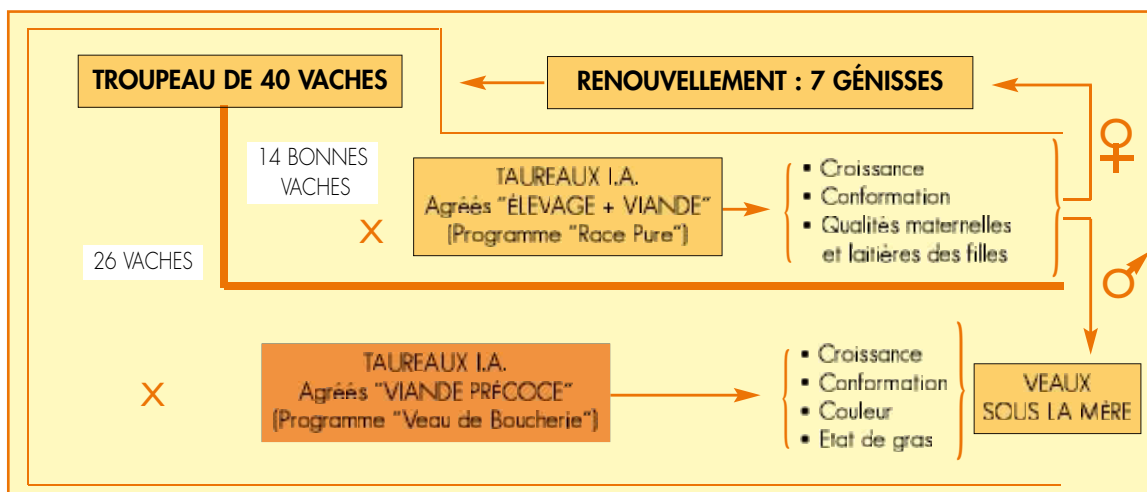 TROUPEAU DE 40 VACHES
RENOUVELLEMENT : 7 GÉNISSES
14 BONNES
VACHES
X
TAUREAUX I.A.
Agréés "ÉLEVAGE + VIANDE"
(Programme "Race Pure")
▪ Croissance
▪ Conformation
▪ Qualités maternelles
et laitières des filles
♀
♂
26 VACHES
X
TAUREAUX I.A.
Agréés "VIANDE PRÉCOCE"
(Programme "Veau de Boucherie")
▪ Croissance
▪ Conformation
▪ Couleur
▪ Etat de gras
VEAUX
SOUS LA MÈRE